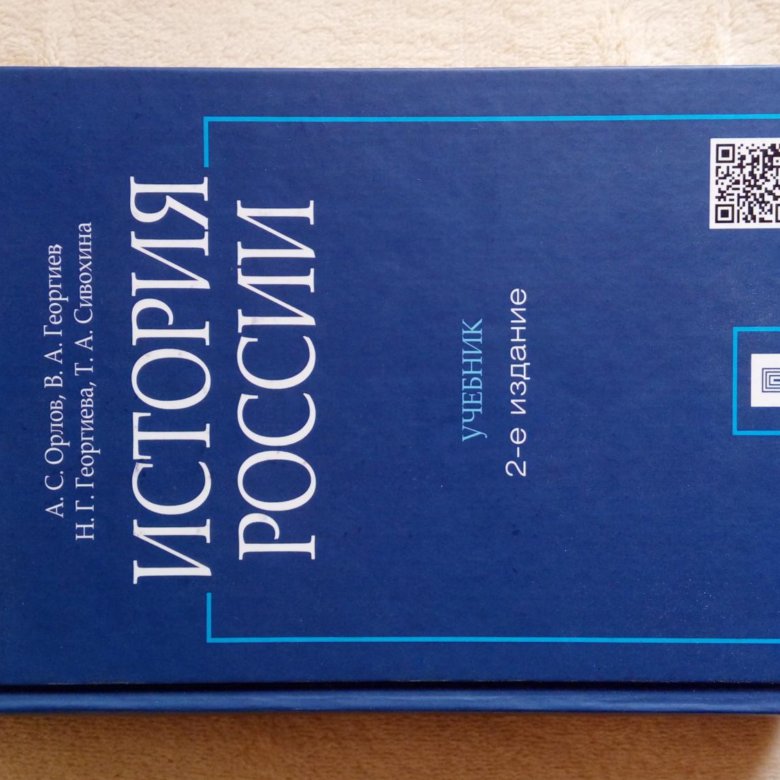 А. С. Орлов, В. А. Георгиев
Н. Г. Георгиева, Т. А. Сивохина
ИСТОРИЯ
РОССИИ
УЧЕБНИК
2-е издание